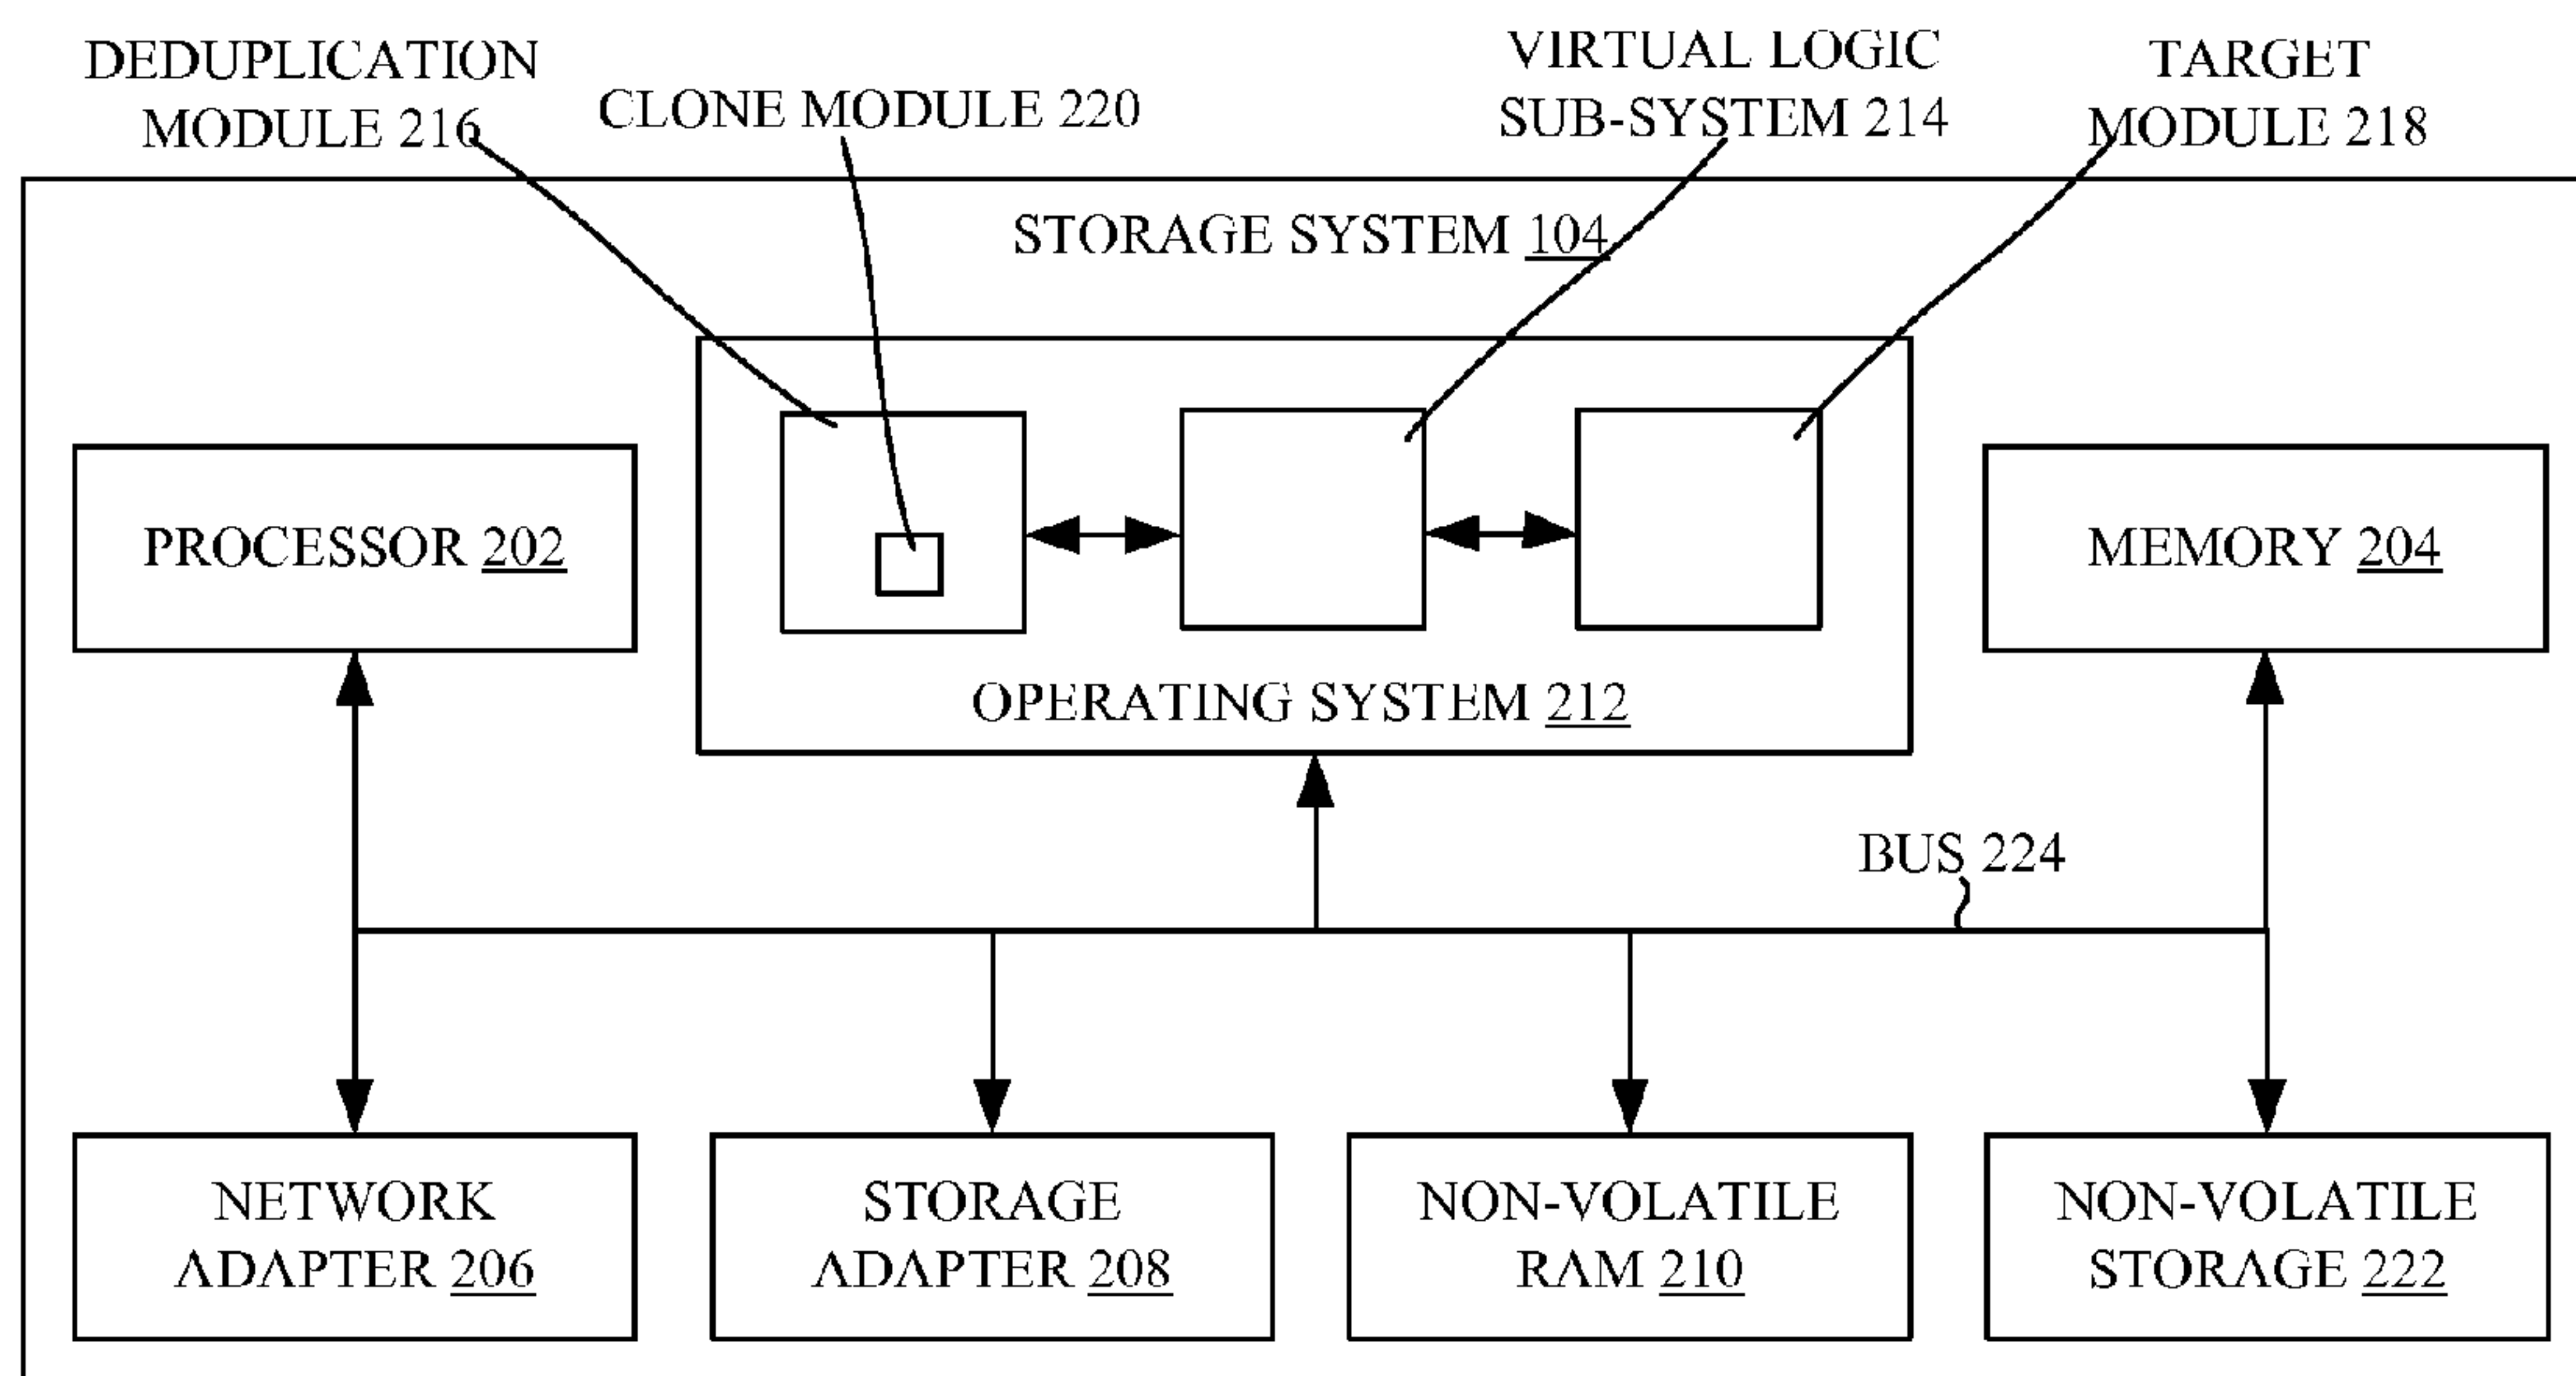 DEDUPLICATION
MODULE 216
CLONE MODULE 220
VIRTUAL LOGIC
SUB-SYSTEM 214
TARGET
MODULE 218
STORAGE SYSTEM 104
PROCESSOR 202
MEMORY 204
OPERATING SYSTEM 212
BUS 224
NETWORK
ADAPTER 206
STORAGE
ADAPTER 208
NON-VOLATILE
RAM 210
NON-VOLATILE
STORAGE 222